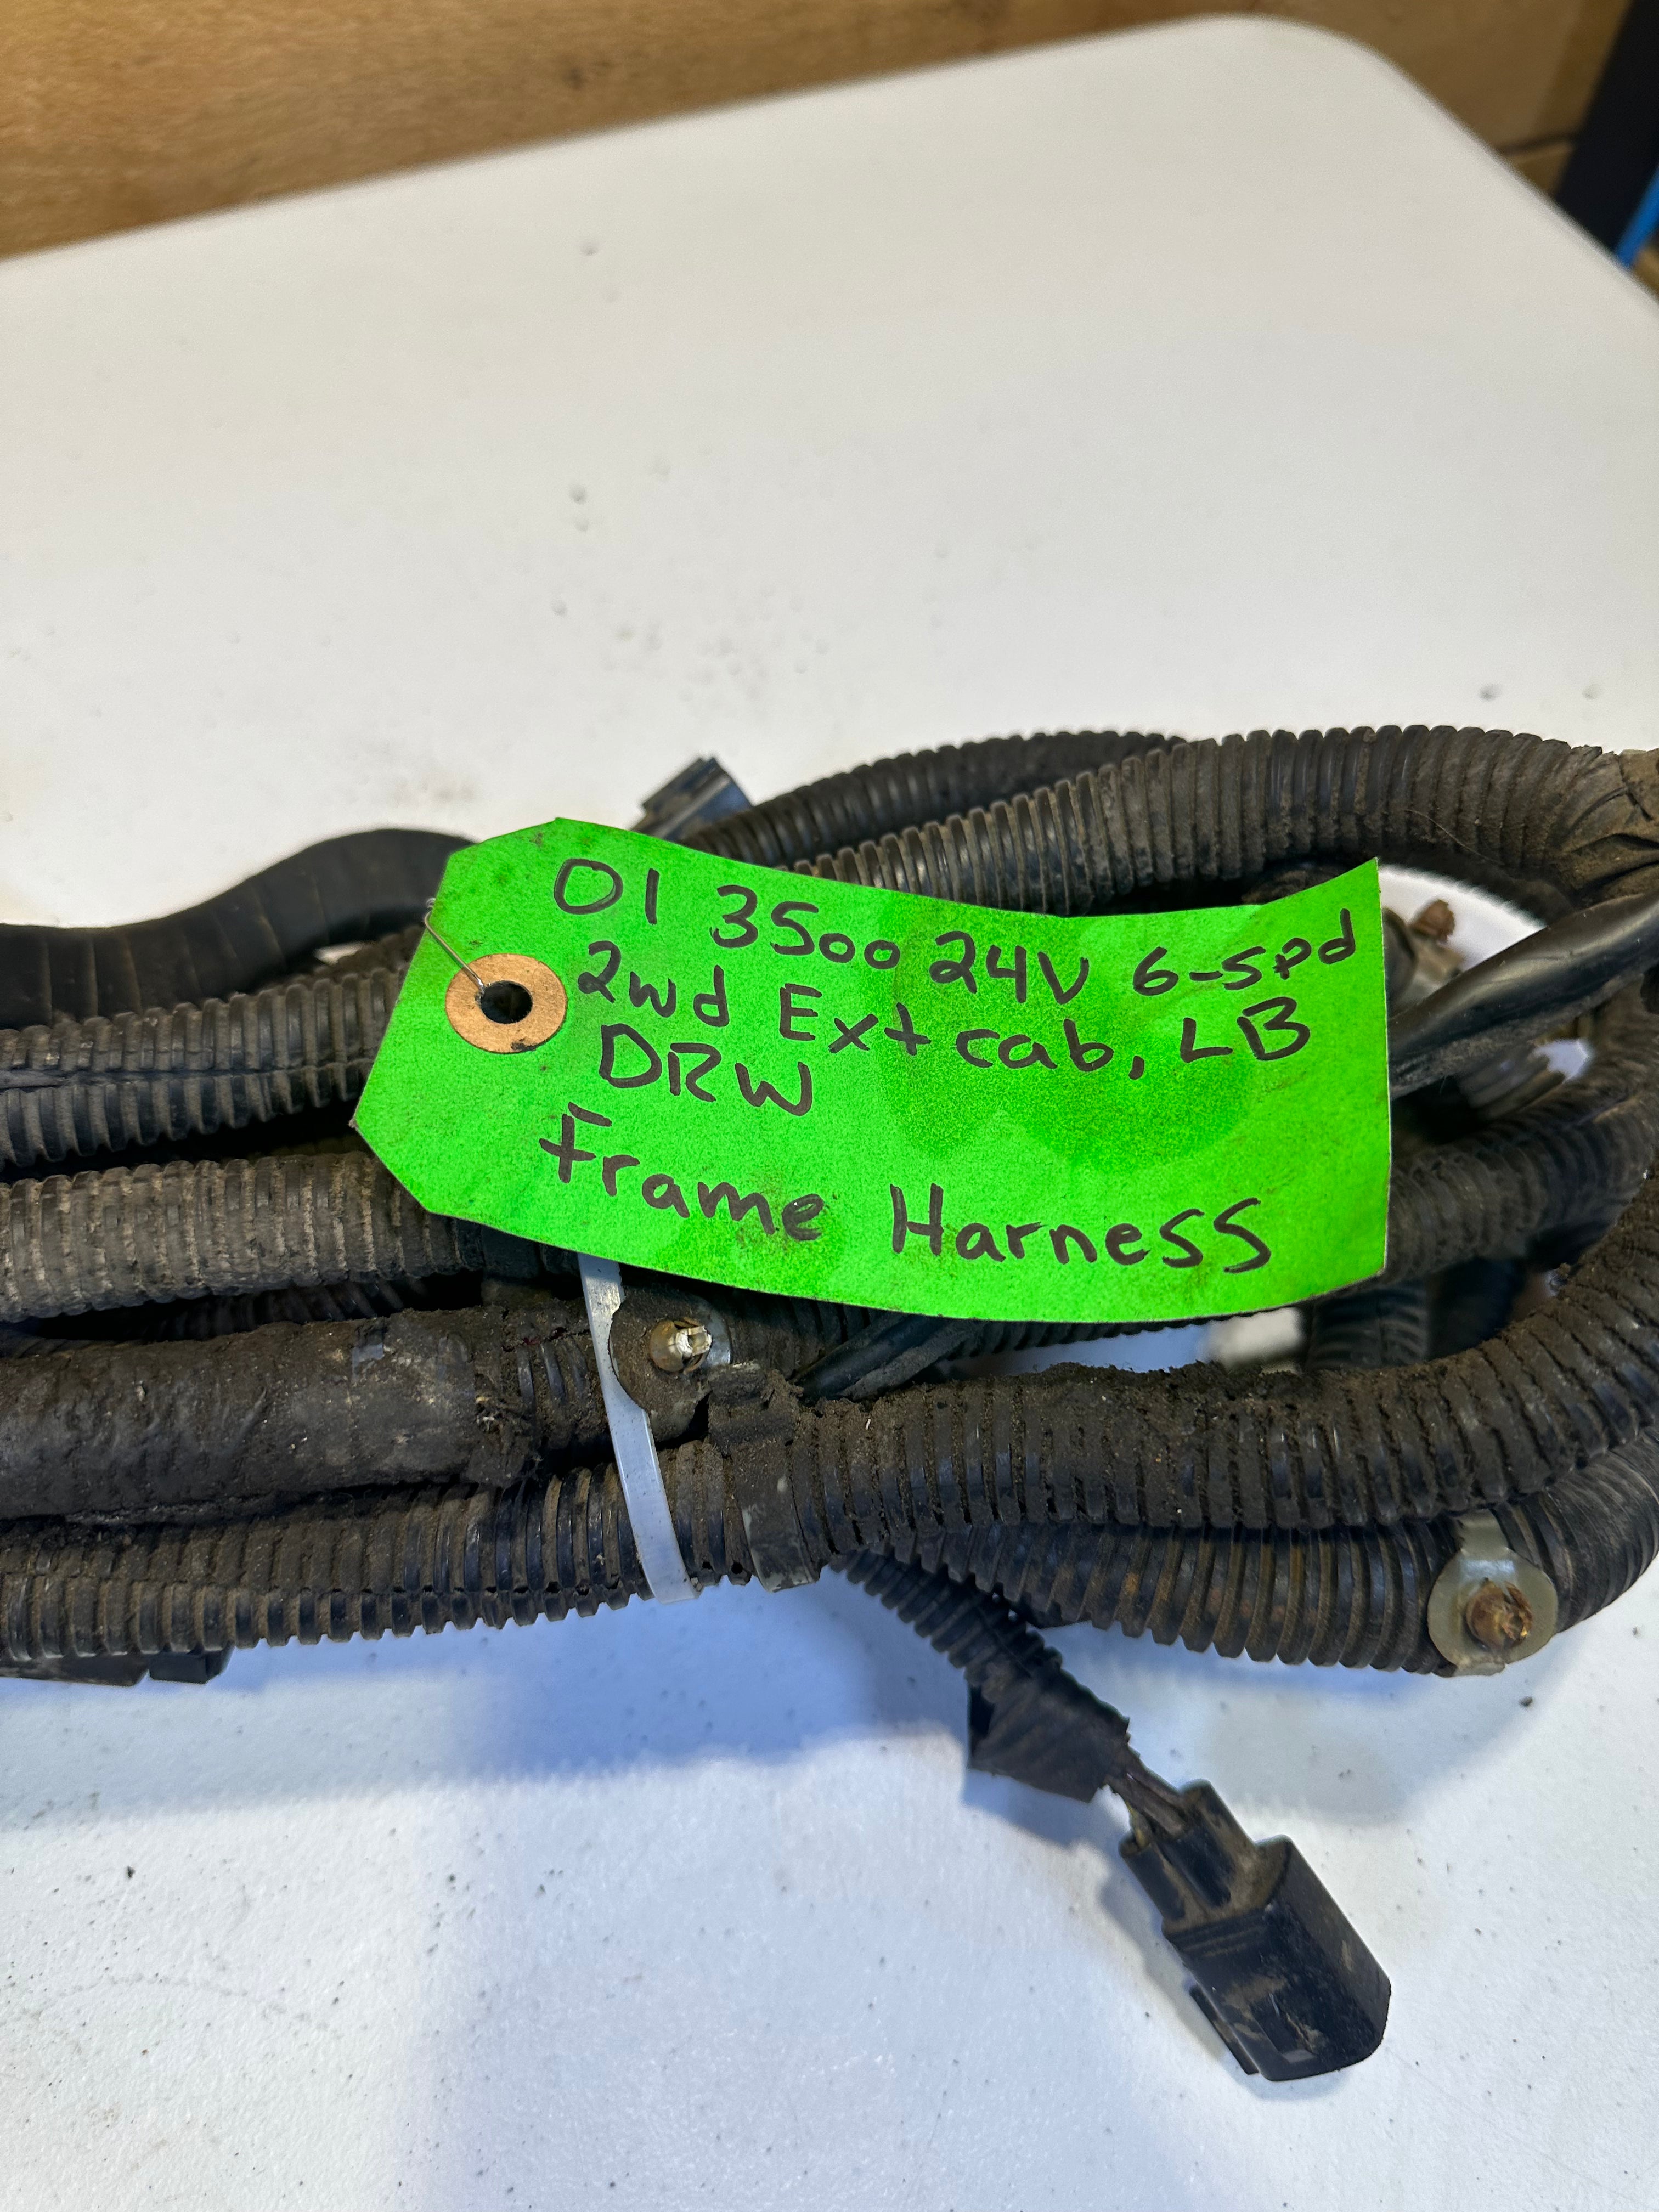 01 3500 24V 6-spd
2wd Ext cab, LB
DRW
Frame Harness